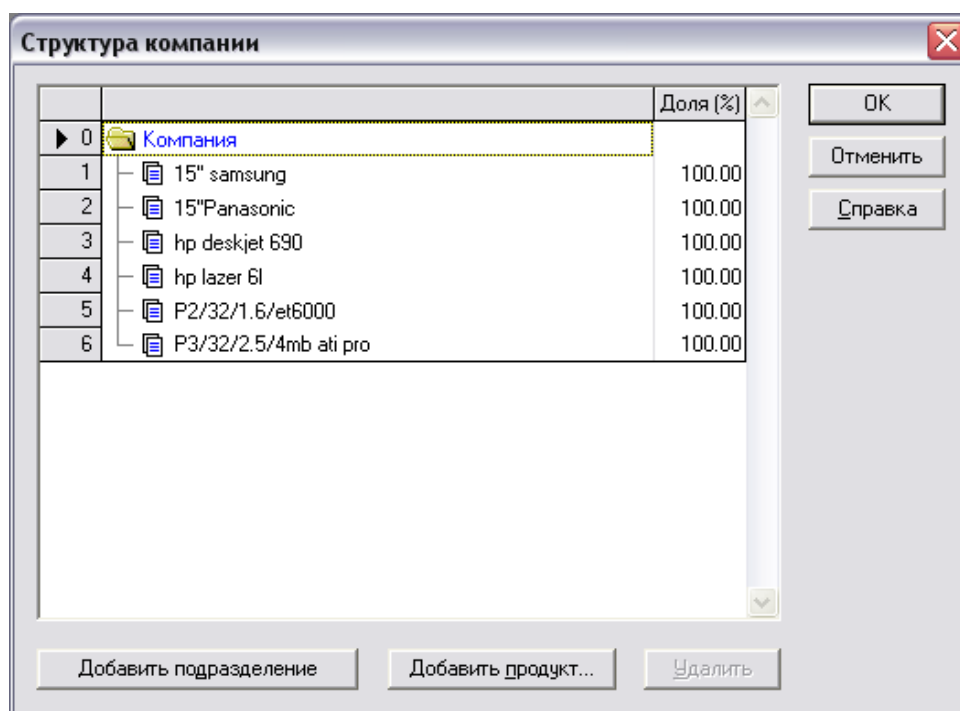 Структура компании
Доля (%)
OK
0 Компания
Отменить
1 15" samsung 100.00
2 15"Panasonic 100.00
Справка
3 hp deskjet 690 100.00
4 hp lazer 6l 100.00
5 P2/32/1.6/et6000 100.00
6 P3/32/2.5/4mb ati pro 100.00
Добавить подразделение
Добавить продукт...
Удалить